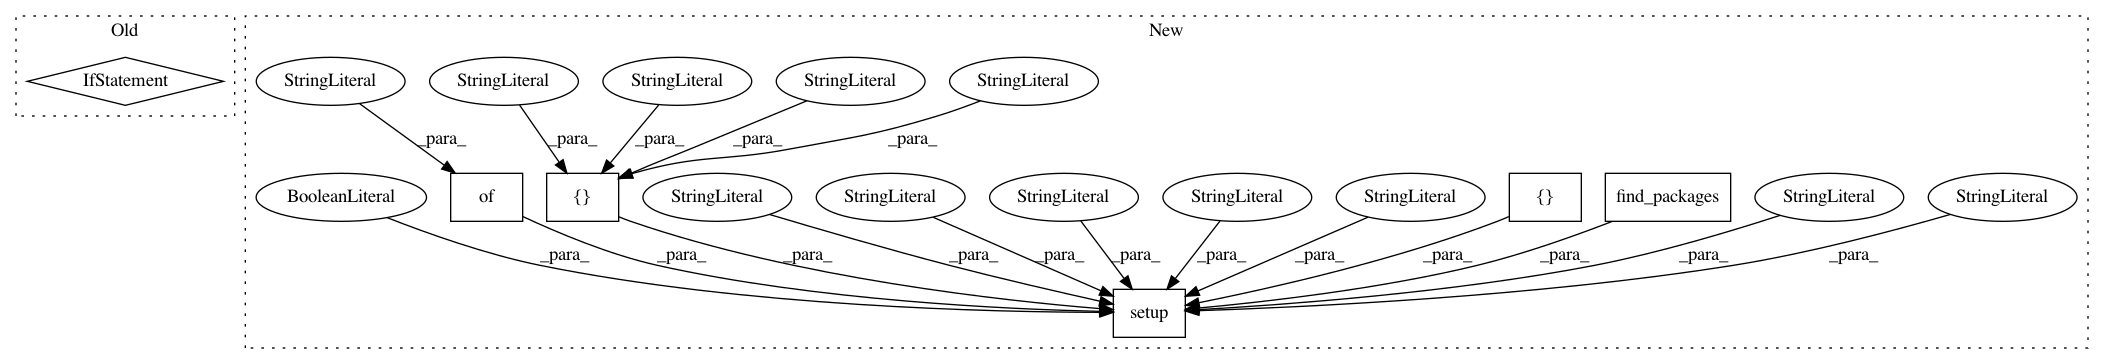 Old
New
IfStatement
StringLiteral
StringLiteral
StringLiteral
StringLiteral
StringLiteral
_para_
_para_
_para_
_para_
_para_
BooleanLiteral
of
{}
StringLiteral
StringLiteral
StringLiteral
StringLiteral
StringLiteral
{}
find_packages
StringLiteral
StringLiteral
_para_
_para_
_para_
_para_
_para_
_para_
_para_
_para_
_para_
_para_
_para_
_para_
setup